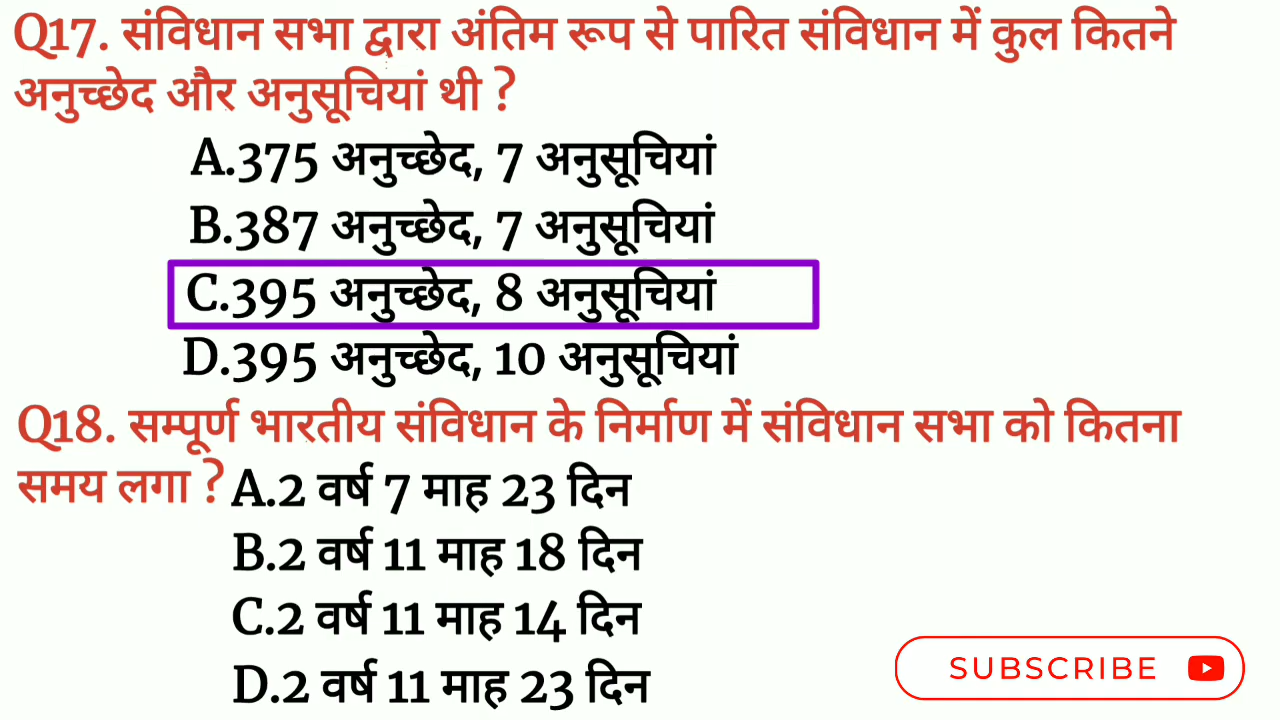 Q17. संविधान सभा द्वारा अंतिम रूप से पारित संविधान में कुल कितने
अनुच्छेद और अनुसूचियां थी ?
A.375 अनुच्छेद, 7 अनुसूचियां
B.387 अनुच्छेद, 7 अनुसूचियां
C.395 अनुच्छेद, 8 अनुसूचियां
D.395 अनुच्छेद, 10 अनुसूचियां
Q18. सम्पूर्ण भारतीय संविधान के निर्माण में संविधान सभा को कितना
समय लगा ?
A.2 वर्ष 7 माह 23 दिन
B.2 वर्ष 11 माह 18 दिन
C.2 वर्ष 11 माह 14 दिन
D.2 वर्ष 11 माह 23 दिन
SUBSCRIBE